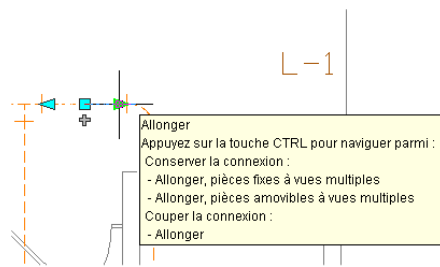 L-1
Allonger
Appuyez sur la touche CTRL pour naviguer parmi :
Conserver la connexion :
- Allonger, pièces fixes à vues multiples
- Allonger, pièces amovibles à vues multiples
Couper la connexion :
- Allonger